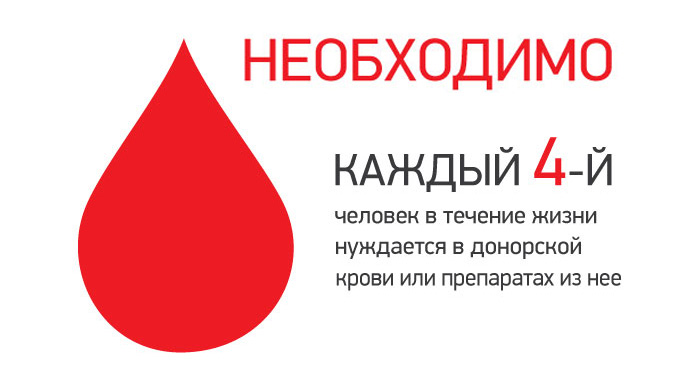 НЕОБХОДИМО
КАЖДЫЙ 4-Й
человек в течение жизни
нуждается в донорской
крови или препаратах из нее